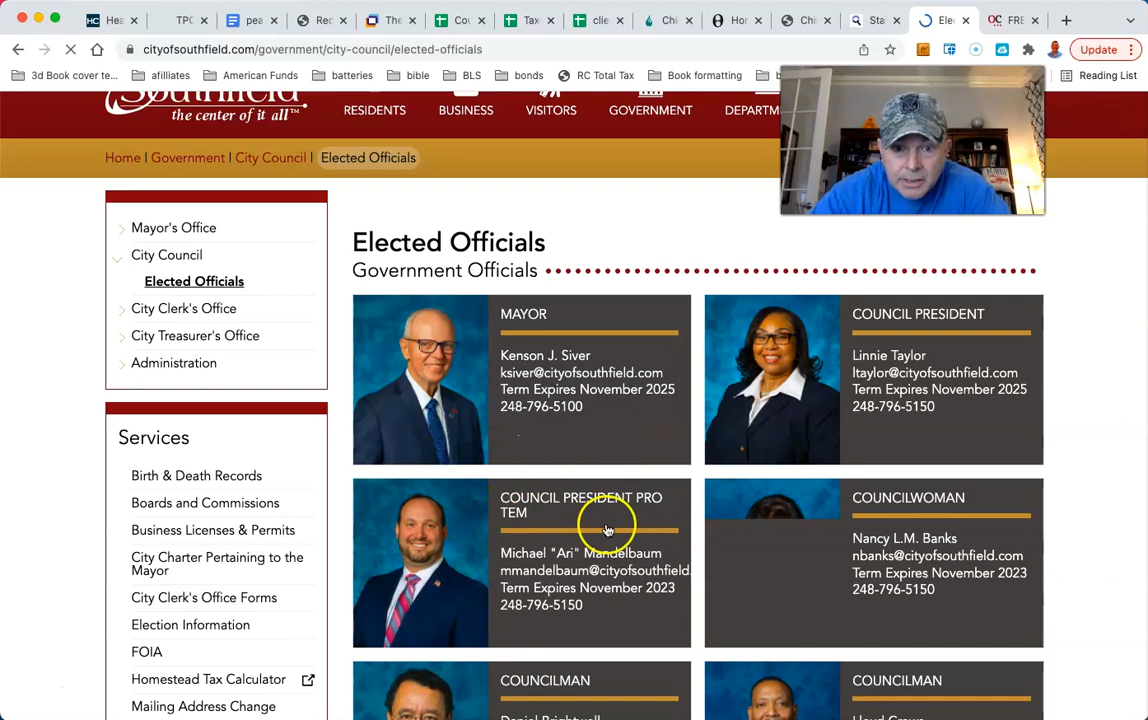 Hea
TPC
pea
Rec
The
Cou
Tax
clie
Chi
Hor
Chi
Sta
Ele
FRE
cityofsouthfield.com/government/city-council/elected-officials
Update
3d Book cover te...
afilliates
American Funds
batteries
bible
BLS
bonds
RC Total Tax
Book formatting
b
Reading List
Southfield
the center of it all™
RESIDENTS
BUSINESS
VISITORS
GOVERNMENT
DEPARTM
Home | Government | City Council | Elected Officials
Mayor's Office
City Council
Elected Officials
City Clerk's Office
City Treasurer's Office
Administration
Services
Birth & Death Records
Boards and Commissions
Business Licenses & Permits
City Charter Pertaining to the
Mayor
City Clerk's Office Forms
Election Information
FOIA
Homestead Tax Calculator
Mailing Address Change
Elected Officials
Government Officials
MAYOR
Kenson J. Siver
ksiver@cityofsouthfield.com
Term Expires November 2025
248-796-5100
COUNCIL PRESIDENT
Linnie Taylor
ltaylor@cityofsouthfield.com
Term Expires November 2025
248-796-5150
COUNCIL PRESIDENT PRO
TEM
Michael "Ari" Mandelbaum
mmandelbaum@cityofsouthfield.
Term Expires November 2023
248-796-5150
COUNCILWOMAN
Nancy L.M. Banks
nbanks@cityofsouthfield.com
Term Expires November 2023
248-796-5150
COUNCILMAN
Daniel Brightwell
COUNCILMAN
Lloyd Crews